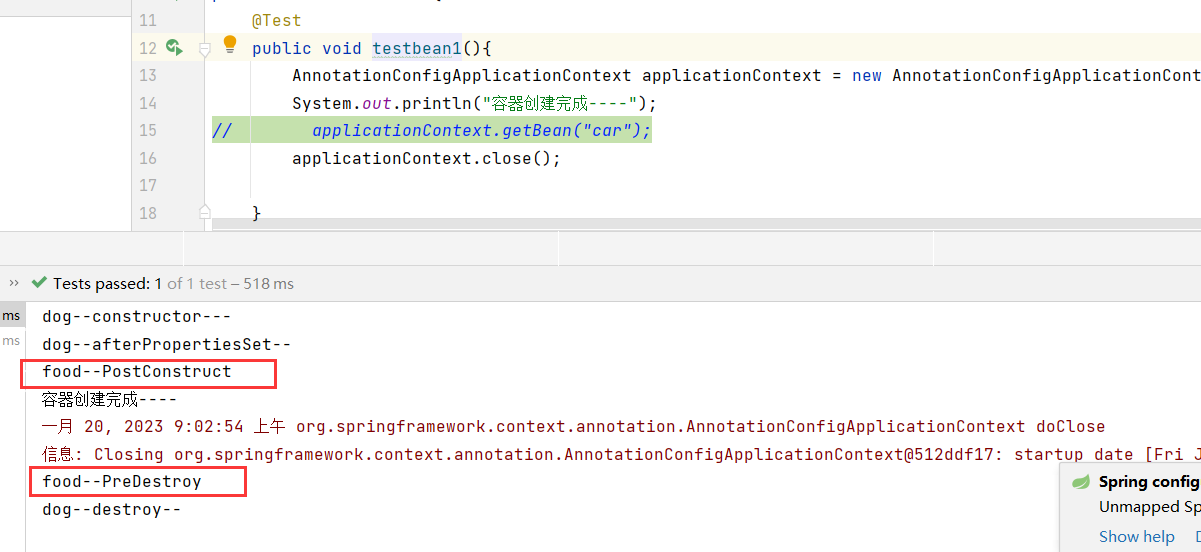 11 @Test
12 public void testbean1(){
13 AnnotationConfigApplicationContext applicationContext = new AnnotationConfigApplicationCont
14 System.out.println("容器创建完成----");
15 // applicationContext.getBean("car");
16 applicationContext.close();
17
18 }
Tests passed: 1 of 1 test – 518 ms
ms dog--constructor---
ms dog--afterPropertiesSet--
food--PostConstruct
容器创建完成----
一月 20, 2023 9:02:54 上午 org.springframework.context.annotation.AnnotationConfigApplicationContext doClose
信息: Closing org.springframework.context.annotation.AnnotationConfigApplicationContext@512ddf17: startup date [Fri J
food--PreDestroy
dog--destroy--
Spring config
Unmapped Sp
Show help